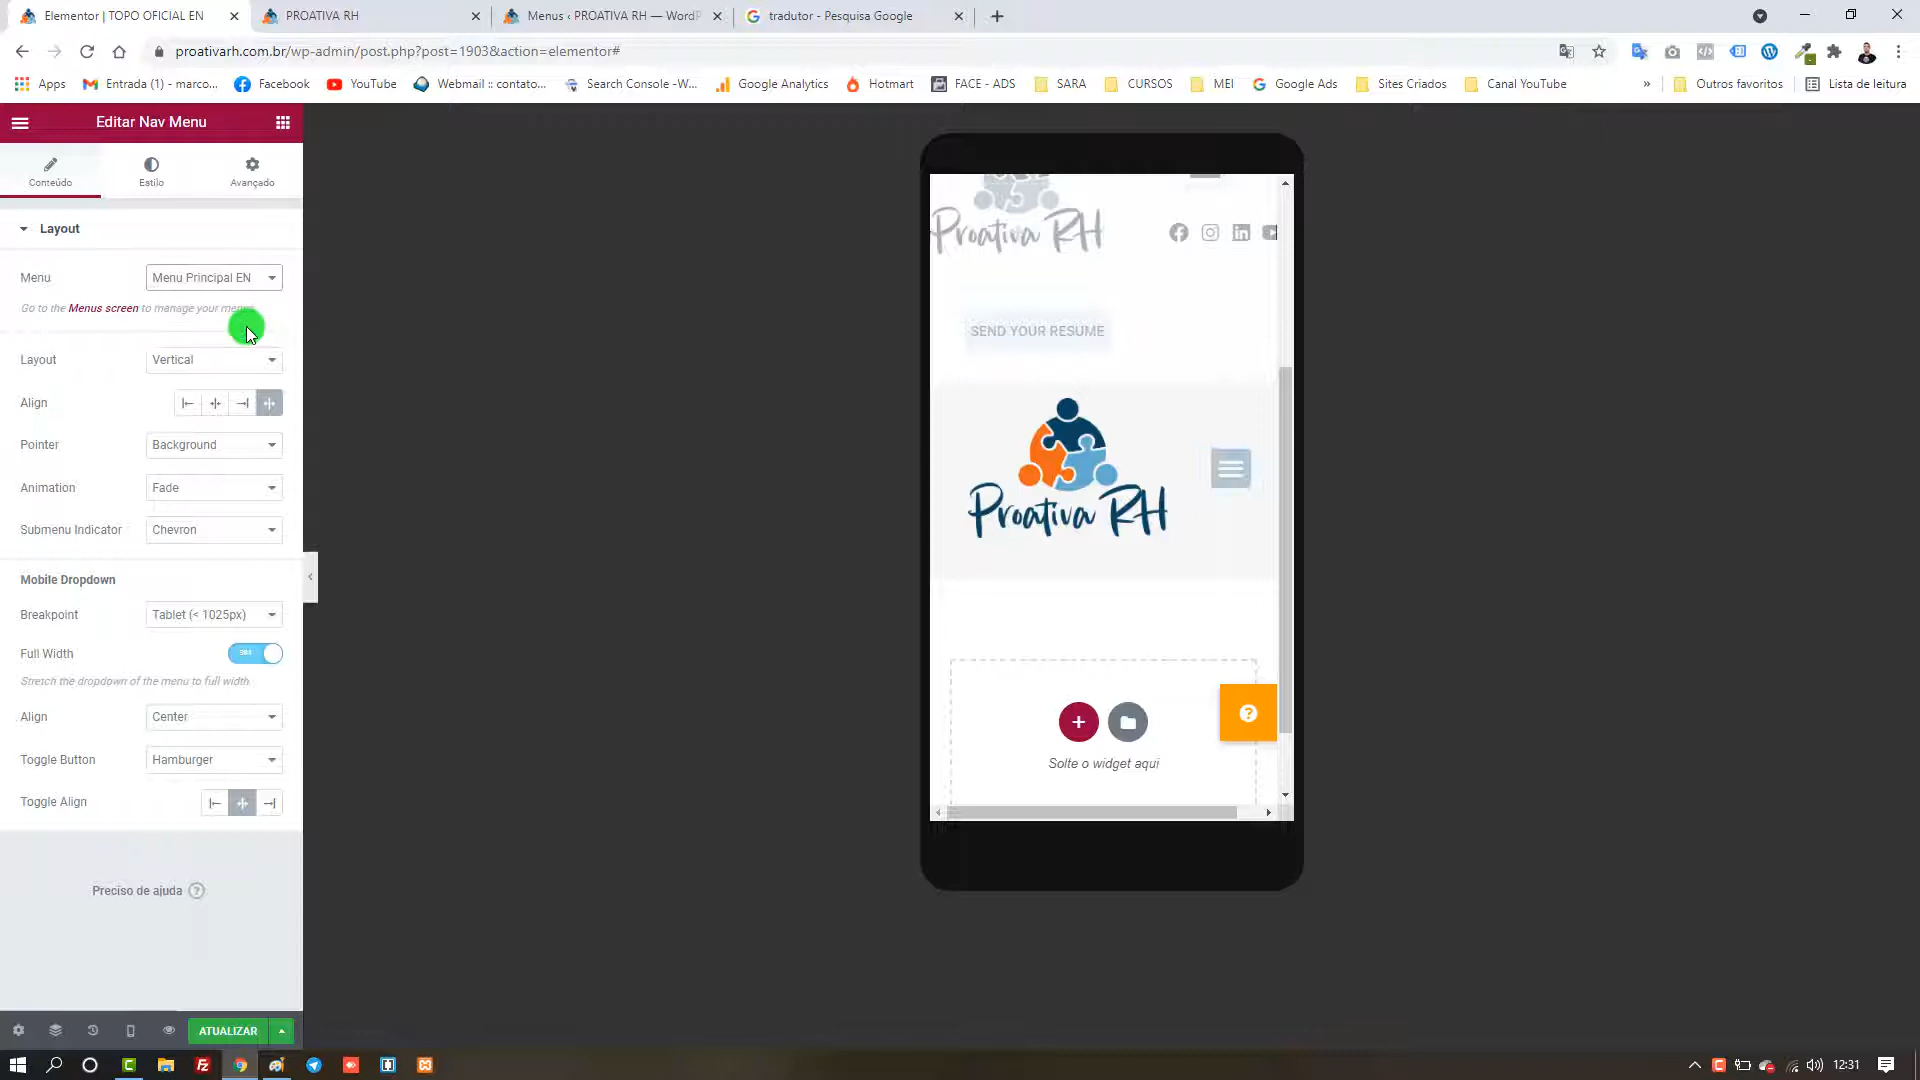 Elementor | TOPO OFICIAL EN
PROATIVA RH
Menus ‹ PROATIVA RH — WordP
tradutor - Pesquisa Google
proativarh.com.br/wp-admin/post.php?post=1903&action=elementor#
Apps
Entrada (1) - marco...
Facebook
YouTube
Webmail :: contato...
Search Console - W...
Google Analytics
Hotmart
FACE - ADS
SARA
CURSOS
MEI
Google Ads
Sites Criados
Canal YouTube
»
Outros favoritos
Lista de leitura
Editar Nav Menu
Conteúdo
Estilo
Avançado
Layout
Menu
Menu Principal EN
Go to the Menus screen to manage your menus.
Layout
Vertical
Align
Pointer
Background
Animation
Fade
Submenu Indicator
Chevron
Mobile Dropdown
Breakpoint
Tablet (< 1025px)
Full Width
SIM
Stretch the dropdown of the menu to full width.
Align
Center
Toggle Button
Hamburger
Toggle Align
Preciso de ajuda
ATUALIZAR
Proativa RH
SEND YOUR RESUME
Proativa RH
Solte o widget aqui
12:31